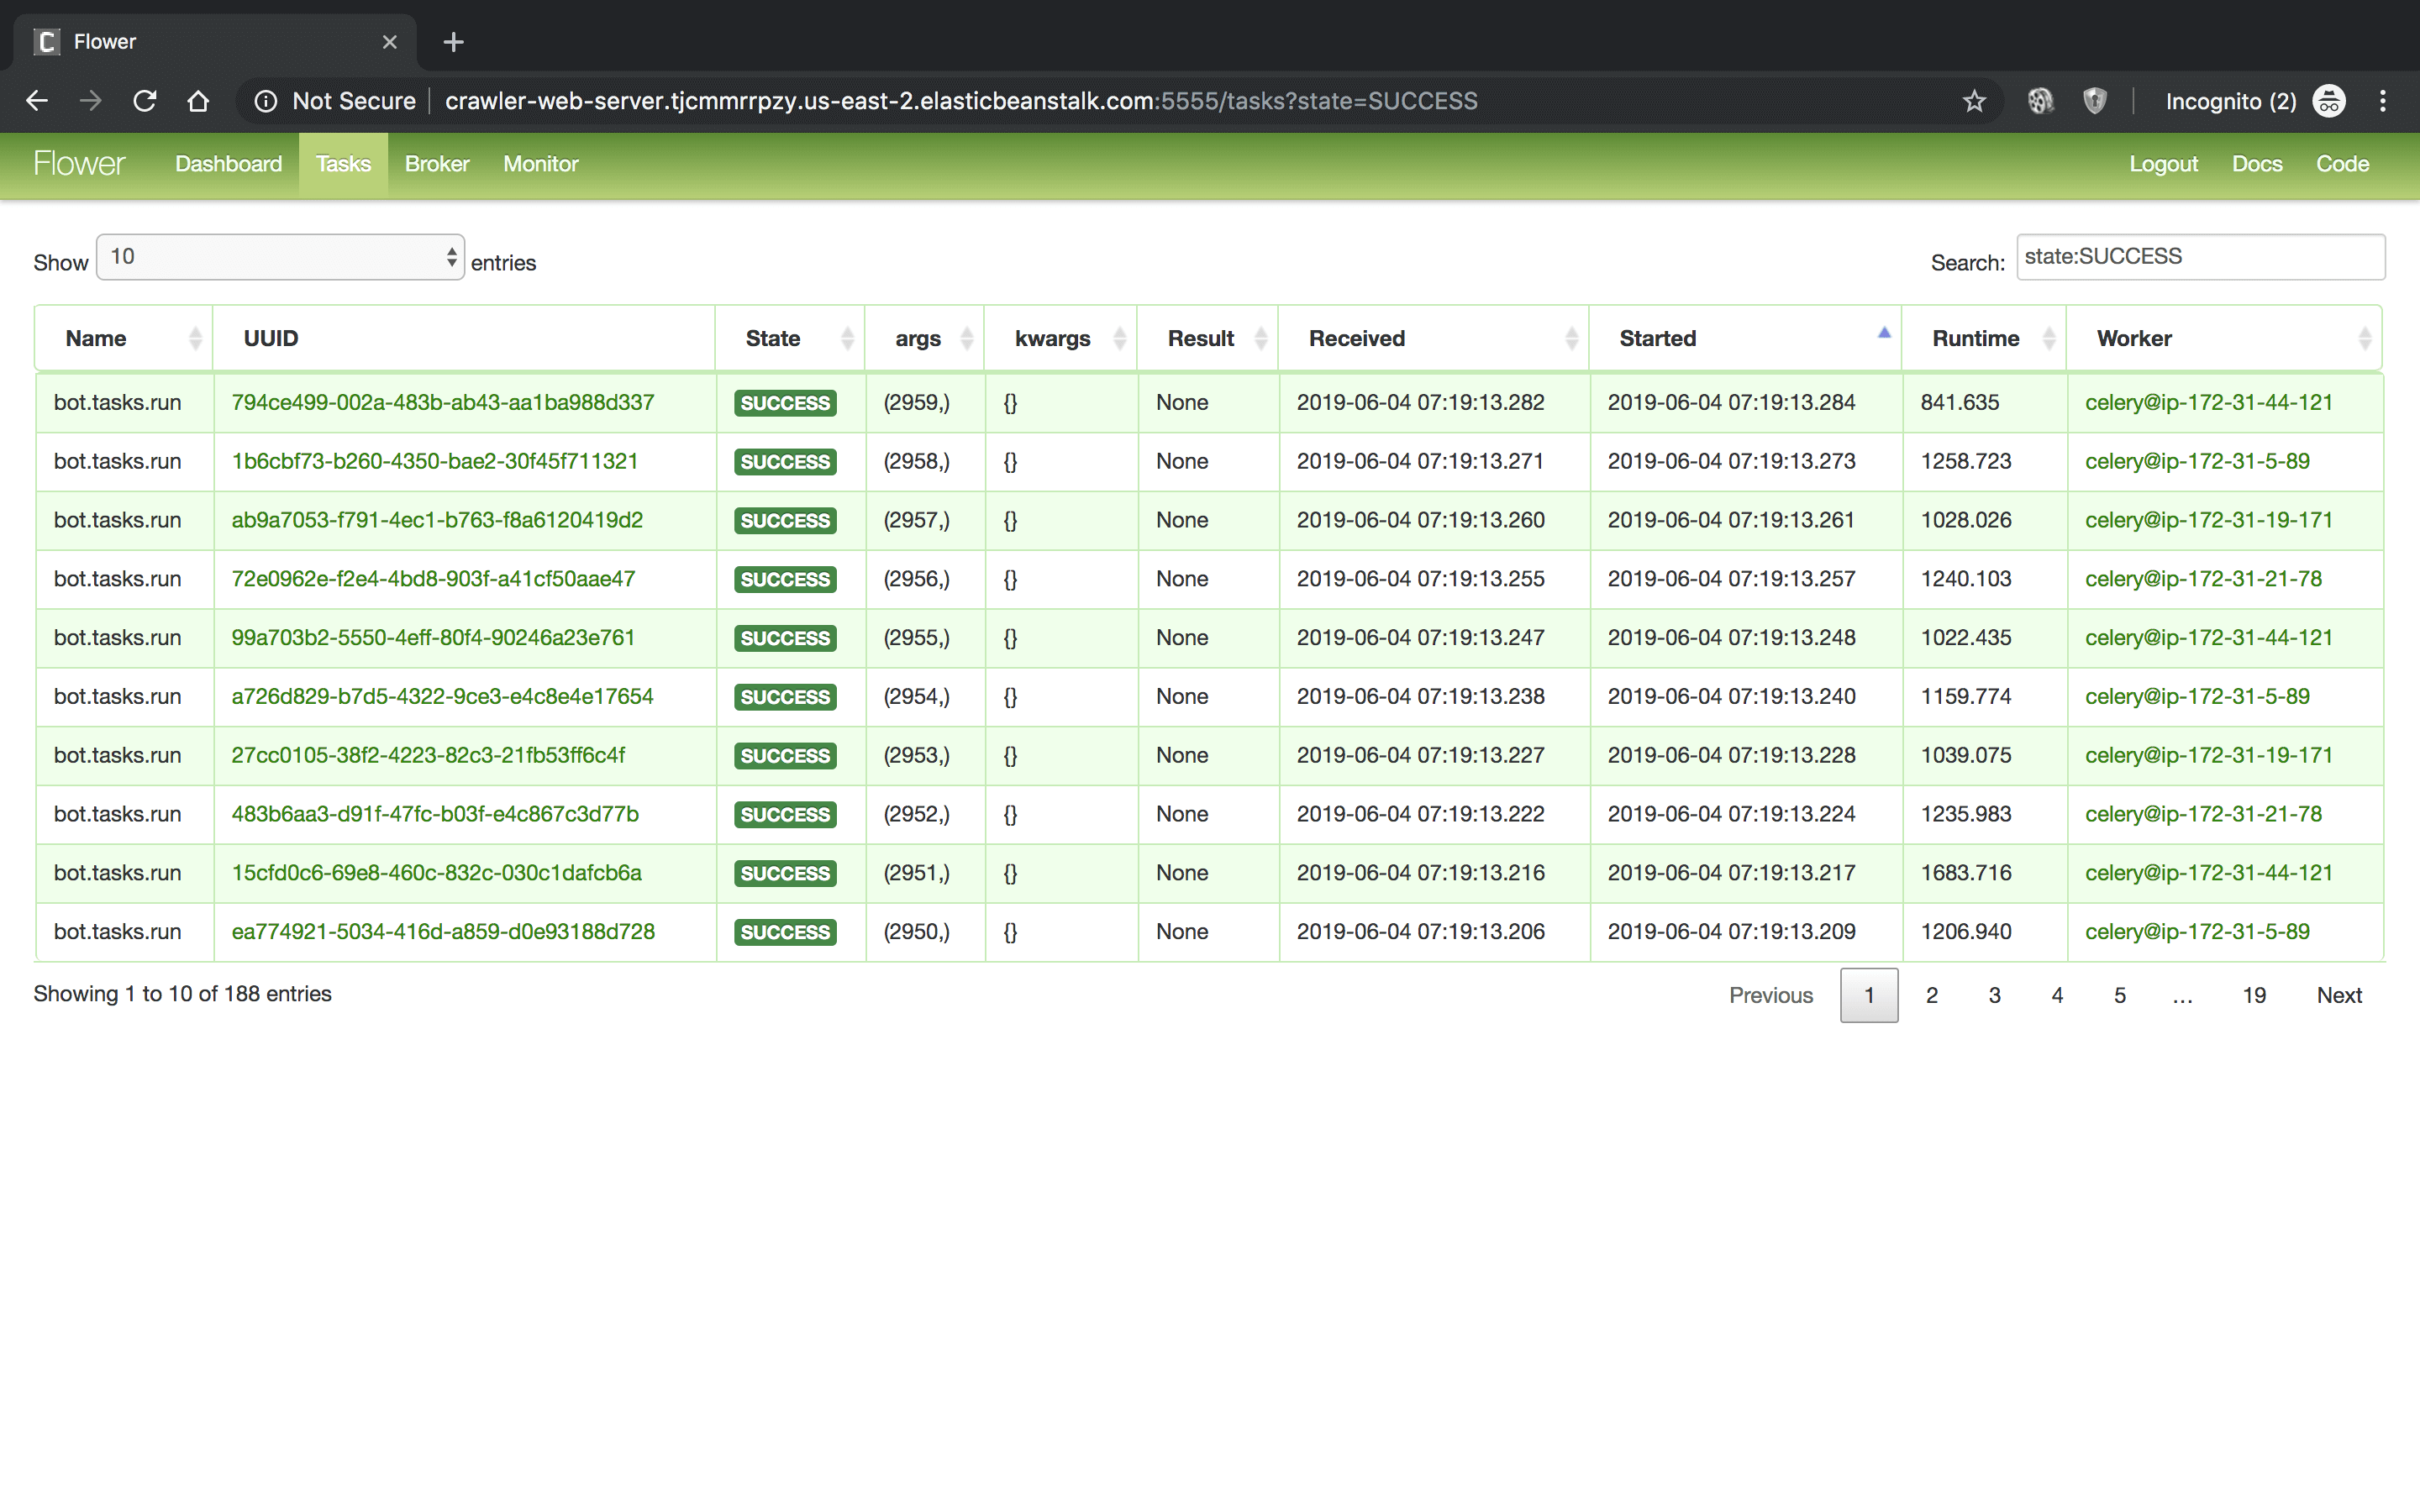 Flower
Not Secure crawler-web-server.tjcmmrrpzy.us-east-2.elasticbeanstalk.com:5555/tasks?state=SUCCESS Incognito (2)
Flower Dashboard Tasks Broker Monitor Logout Docs Code
Show 10 entries Search: state:SUCCESS
Name UUID State args kwargs Result Received Started Runtime Worker
bot.tasks.run 794ce499-002a-483b-ab43-aa1ba988d337 SUCCESS (2959,) {} None 2019-06-04 07:19:13.282 2019-06-04 07:19:13.284 841.635 celery@ip-172-31-44-121
bot.tasks.run 1b6cbf73-b260-4350-bae2-30f45f711321 SUCCESS (2958,) {} None 2019-06-04 07:19:13.271 2019-06-04 07:19:13.273 1258.723 celery@ip-172-31-5-89
bot.tasks.run ab9a7053-f791-4ec1-b763-f8a6120419d2 SUCCESS (2957,) {} None 2019-06-04 07:19:13.260 2019-06-04 07:19:13.261 1028.026 celery@ip-172-31-19-171
bot.tasks.run 72e0962e-f2e4-4bd8-903f-a41cf50aae47 SUCCESS (2956,) {} None 2019-06-04 07:19:13.255 2019-06-04 07:19:13.257 1240.103 celery@ip-172-31-21-78
bot.tasks.run 99a703b2-5550-4eff-80f4-90246a23e761 SUCCESS (2955,) {} None 2019-06-04 07:19:13.247 2019-06-04 07:19:13.248 1022.435 celery@ip-172-31-44-121
bot.tasks.run a726d829-b7d5-4322-9ce3-e4c8e4e17654 SUCCESS (2954,) {} None 2019-06-04 07:19:13.238 2019-06-04 07:19:13.240 1159.774 celery@ip-172-31-5-89
bot.tasks.run 27cc0105-38f2-4223-82c3-21fb53ff6c4f SUCCESS (2953,) {} None 2019-06-04 07:19:13.227 2019-06-04 07:19:13.228 1039.075 celery@ip-172-31-19-171
bot.tasks.run 483b6aa3-d91f-47fc-b03f-e4c867c3d77b SUCCESS (2952,) {} None 2019-06-04 07:19:13.222 2019-06-04 07:19:13.224 1235.983 celery@ip-172-31-21-78
bot.tasks.run 15cfd0c6-69e8-460c-832c-030c1dafcb6a SUCCESS (2951,) {} None 2019-06-04 07:19:13.216 2019-06-04 07:19:13.217 1683.716 celery@ip-172-31-44-121
bot.tasks.run ea774921-5034-416d-a859-d0e93188d728 SUCCESS (2950,) {} None 2019-06-04 07:19:13.206 2019-06-04 07:19:13.209 1206.940 celery@ip-172-31-5-89
Showing 1 to 10 of 188 entries Previous 1 2 3 4 5 … 19 Next